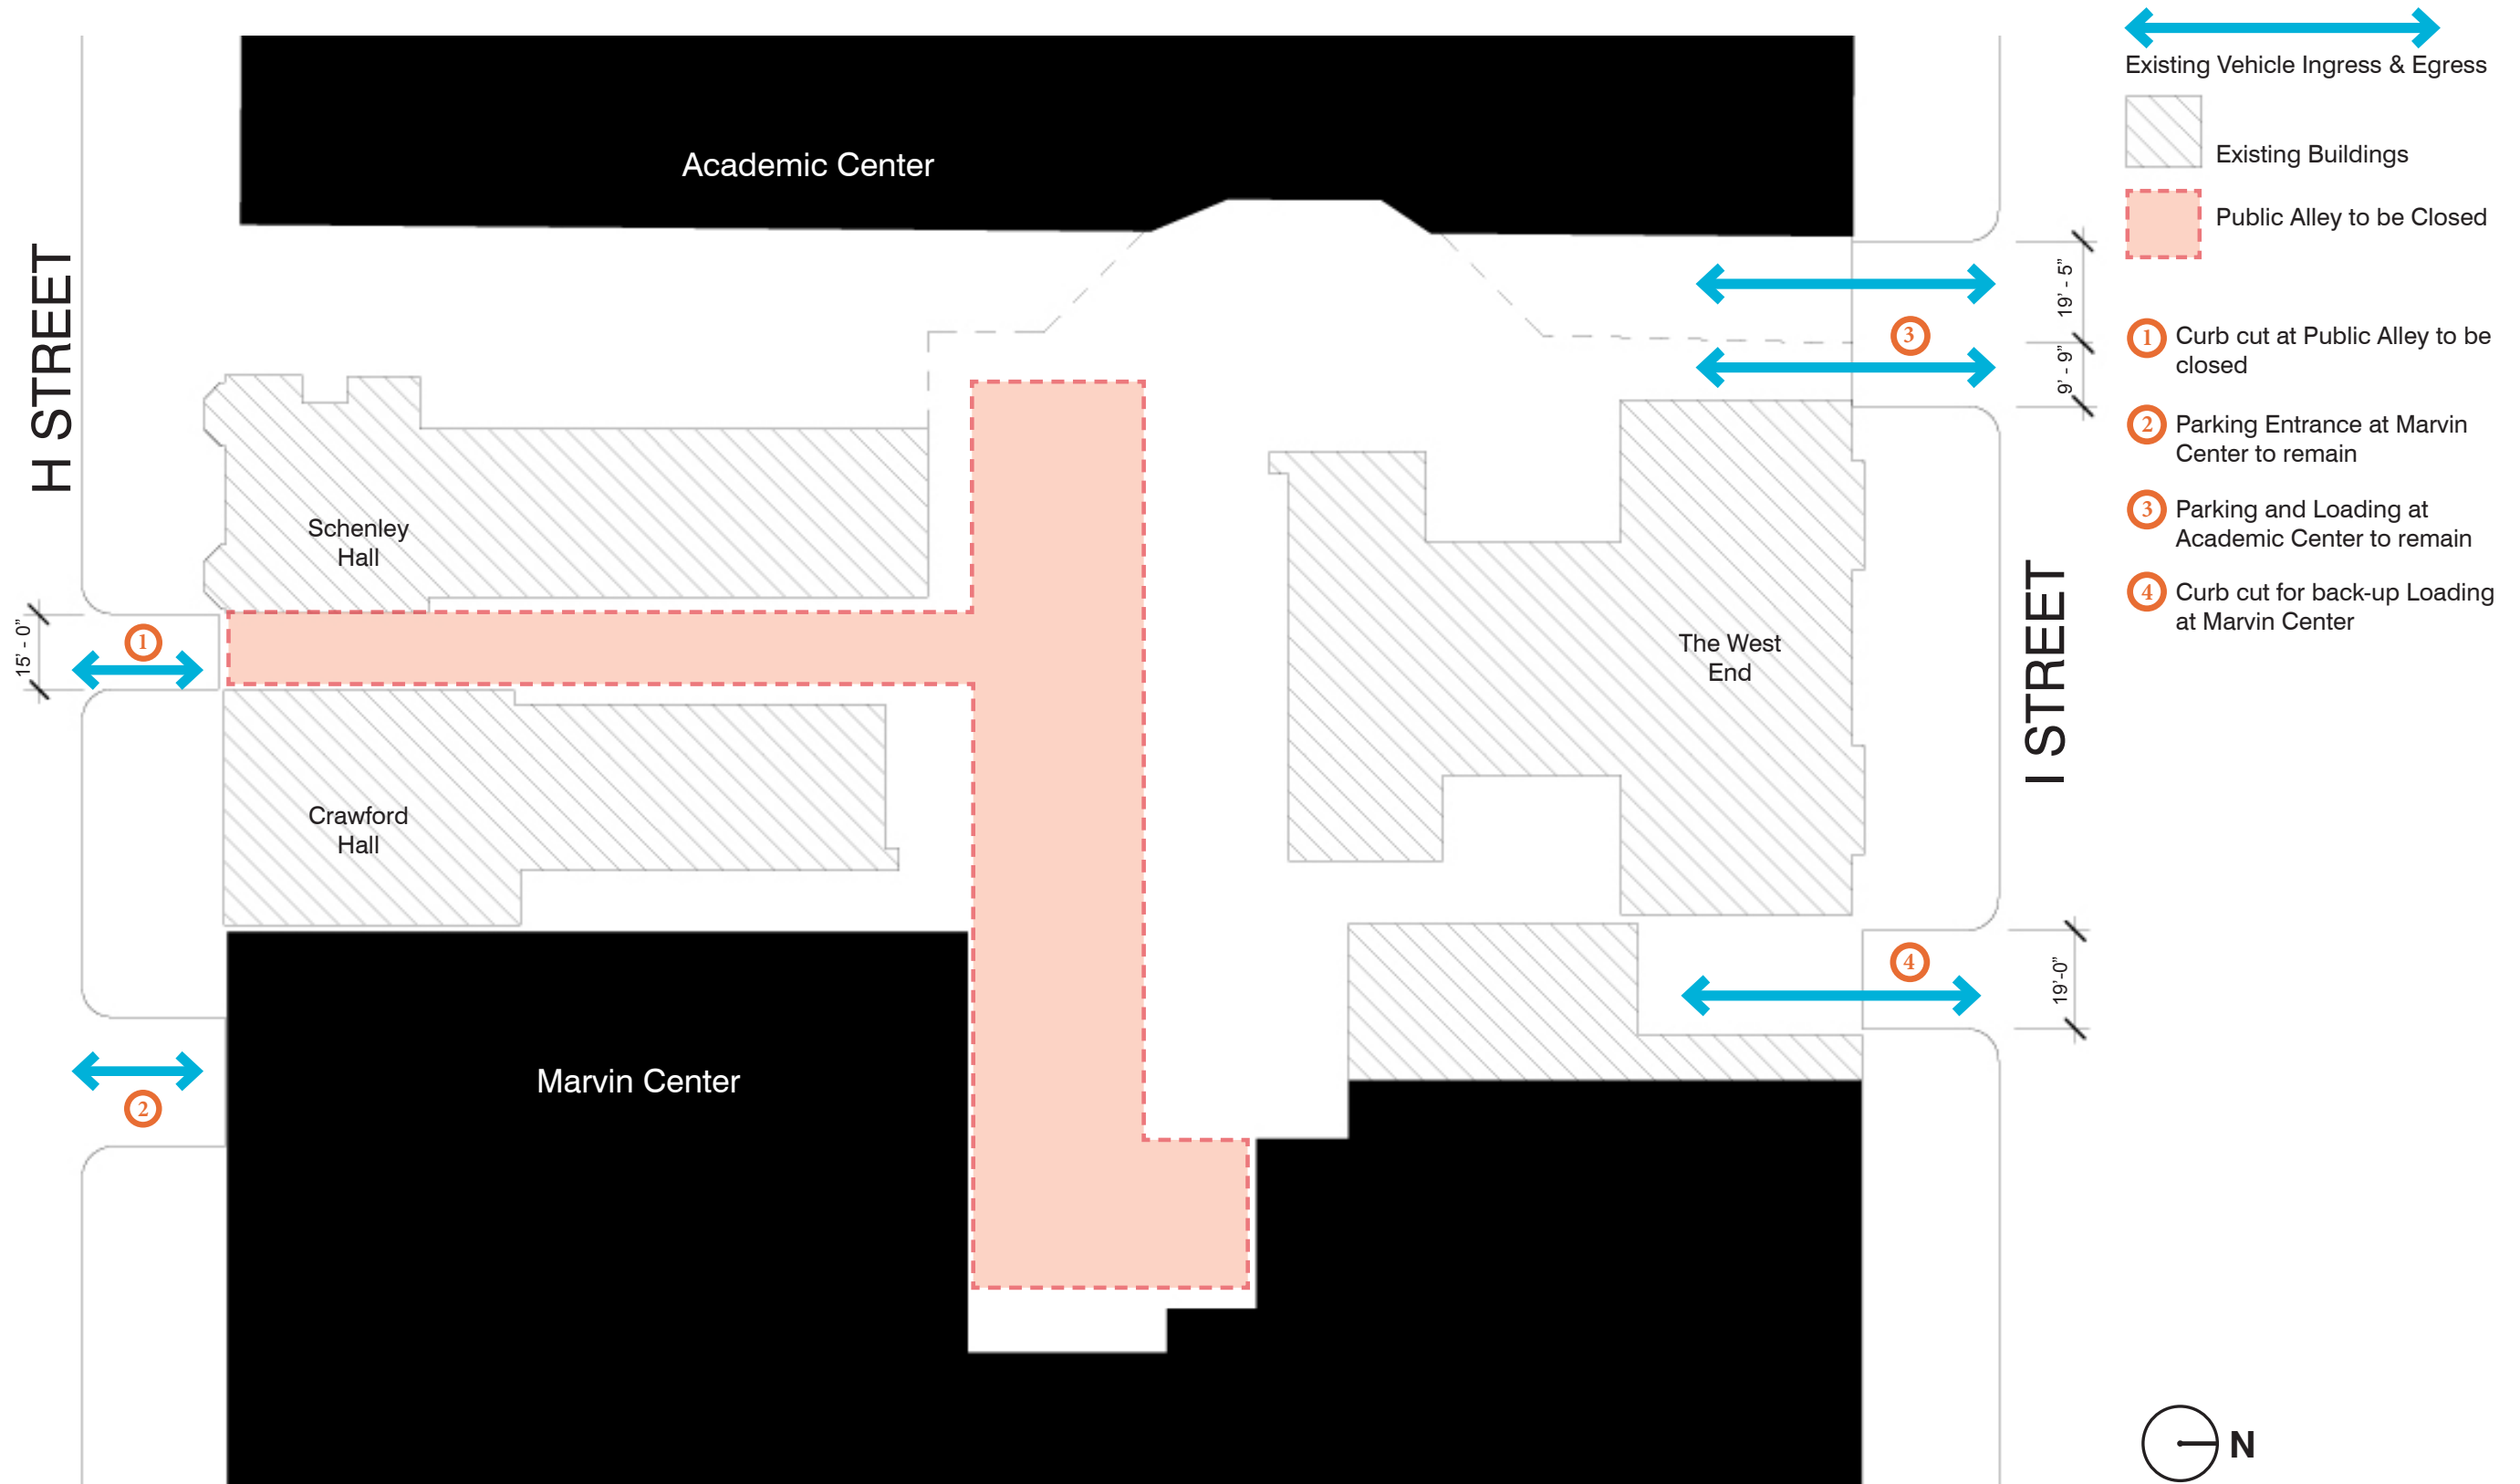 Academic Center
H STREET
Schenley
Hall
15’ - 0”
1
Crawford
Hall
Marvin Center
2
The West
End
3
19’ - 5”
9’ - 9”
I STREET
4
19’ -0”
Existing Vehicle Ingress & Egress
Existing Buildings
Public Alley to be Closed
1 Curb cut at Public Alley to be
closed
2 Parking Entrance at Marvin
Center to remain
3 Parking and Loading at
Academic Center to remain
4 Curb cut for back-up Loading
at Marvin Center
N